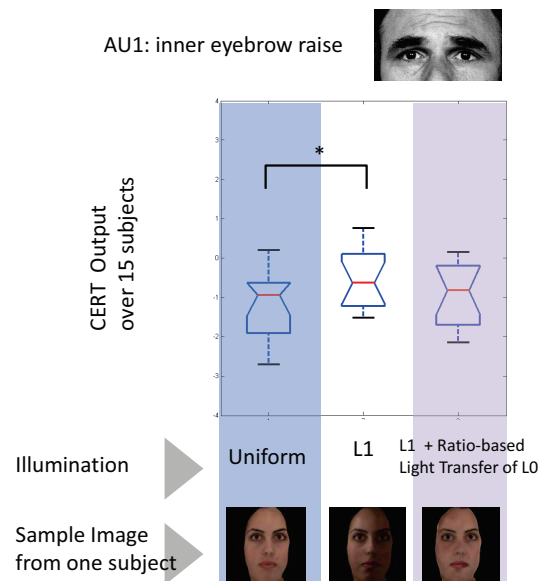 AU1: inner eyebrow raise
CERT Output
over 15 subjects
4
3
2
1
0
-1
-2
-3
-4
*
Illumination
Uniform
L1
L1 + Ratio-based
Light Transfer of L0
Sample Image
from one subject